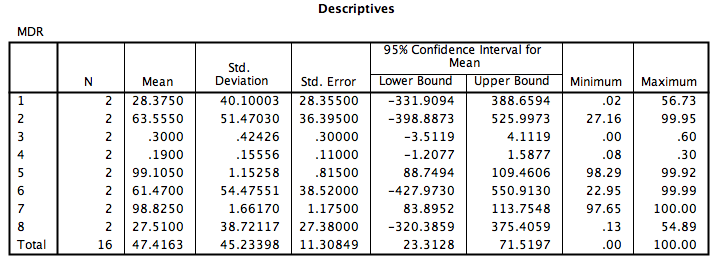 Descriptives
MDR
95% Confidence Interval for
Mean
Std.
N Mean Deviation Std. Error Lower Bound Upper Bound Minimum Maximum
1 2 28.3750 40.10003 28.35500 -331.9094 388.6594 .02 56.73
2 2 63.5550 51.47030 36.39500 -398.8873 525.9973 27.16 99.95
3 2 .3000 .42426 .30000 -3.5119 4.1119 .00 .60
4 2 .1900 .15556 .11000 -1.2077 1.5877 .08 .30
5 2 99.1050 1.15258 .81500 88.7494 109.4606 98.29 99.92
6 2 61.4700 54.47551 38.52000 -427.9730 550.9130 22.95 99.99
7 2 98.8250 1.66170 1.17500 83.8952 113.7548 97.65 100.00
8 2 27.5100 38.72117 27.38000 -320.3859 375.4059 .13 54.89
Total 16 47.4163 45.23398 11.30849 23.3128 71.5197 .00 100.00